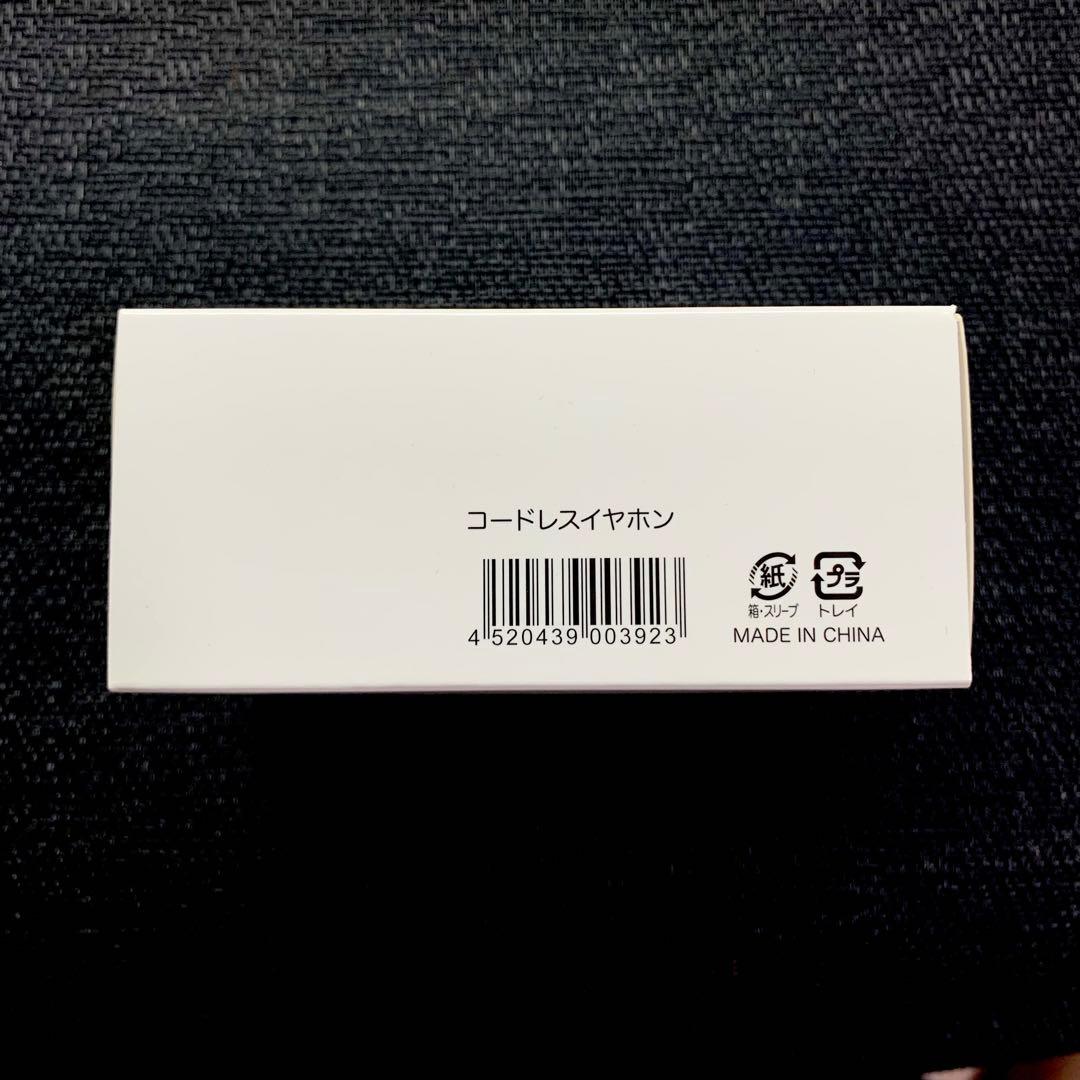 コードレスイヤホン
4 520439 003923
紙 プラ
箱・スリーブ トレイ
MADE IN CHINA